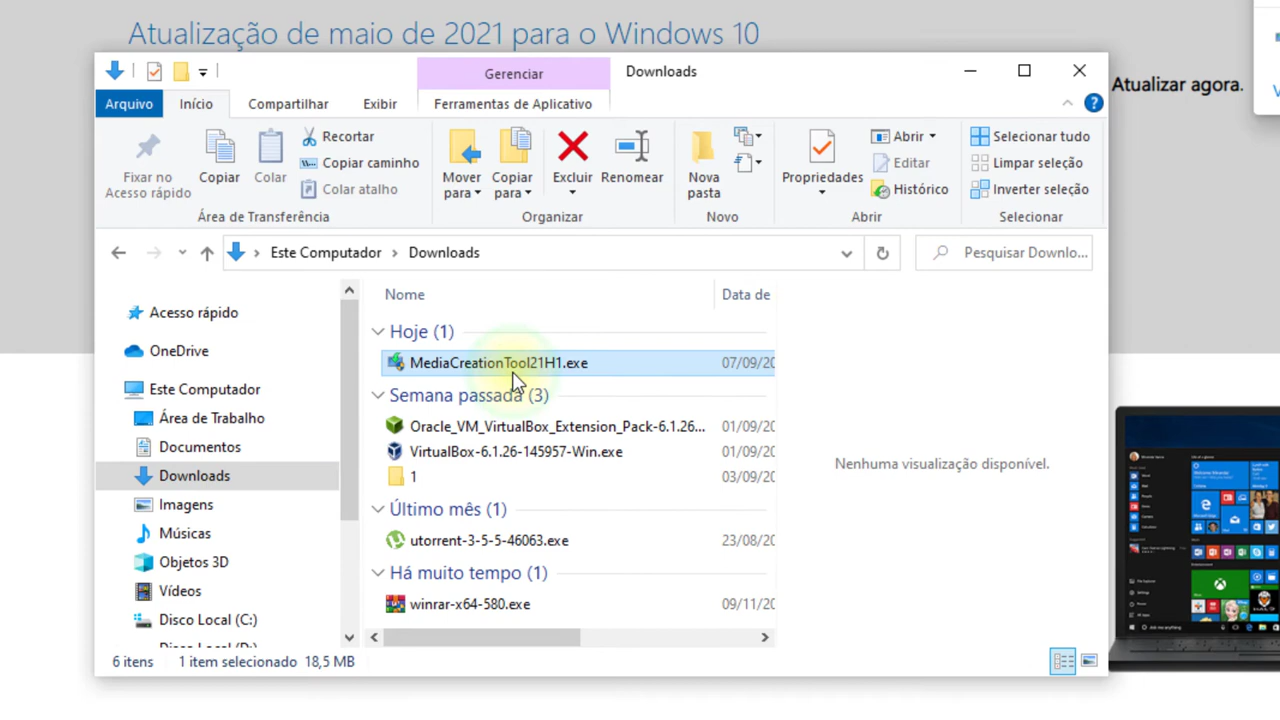 Atualização de maio de 2021 para o Windows 10
Atualizar agora.
Gerenciar
Downloads
Arquivo
Início
Compartilhar
Exibir
Ferramentas de Aplicativo
Fixar no
Acesso rápido
Copiar
Colar
Recortar
Copiar caminho
Colar atalho
Área de Transferência
Mover
para
Copiar
para
Excluir
Renomear
Organizar
Nova
pasta
Novo
Propriedades
Abrir
Editar
Histórico
Abrir
Selecionar tudo
Limpar seleção
Inverter seleção
Selecionar
Este Computador > Downloads
Pesquisar Downlo...
Acesso rápido
OneDrive
Este Computador
Área de Trabalho
Documentos
Downloads
Imagens
Músicas
Objetos 3D
Vídeos
Disco Local (C:)
Nome
Data de
Hoje (1)
MediaCreationTool21H1.exe 07/09/20
Semana passada (3)
Oracle_VM_VirtualBox_Extension_Pack-6.1.26... 01/09/20
VirtualBox-6.1.26-145957-Win.exe 01/09/20
1 03/09/20
Último mês (1)
utorrent-3-5-5-46063.exe 23/08/20
Há muito tempo (1)
winrar-x64-580.exe 09/11/20
Nenhuma visualização disponível.
6 itens 1 item selecionado 18,5 MB